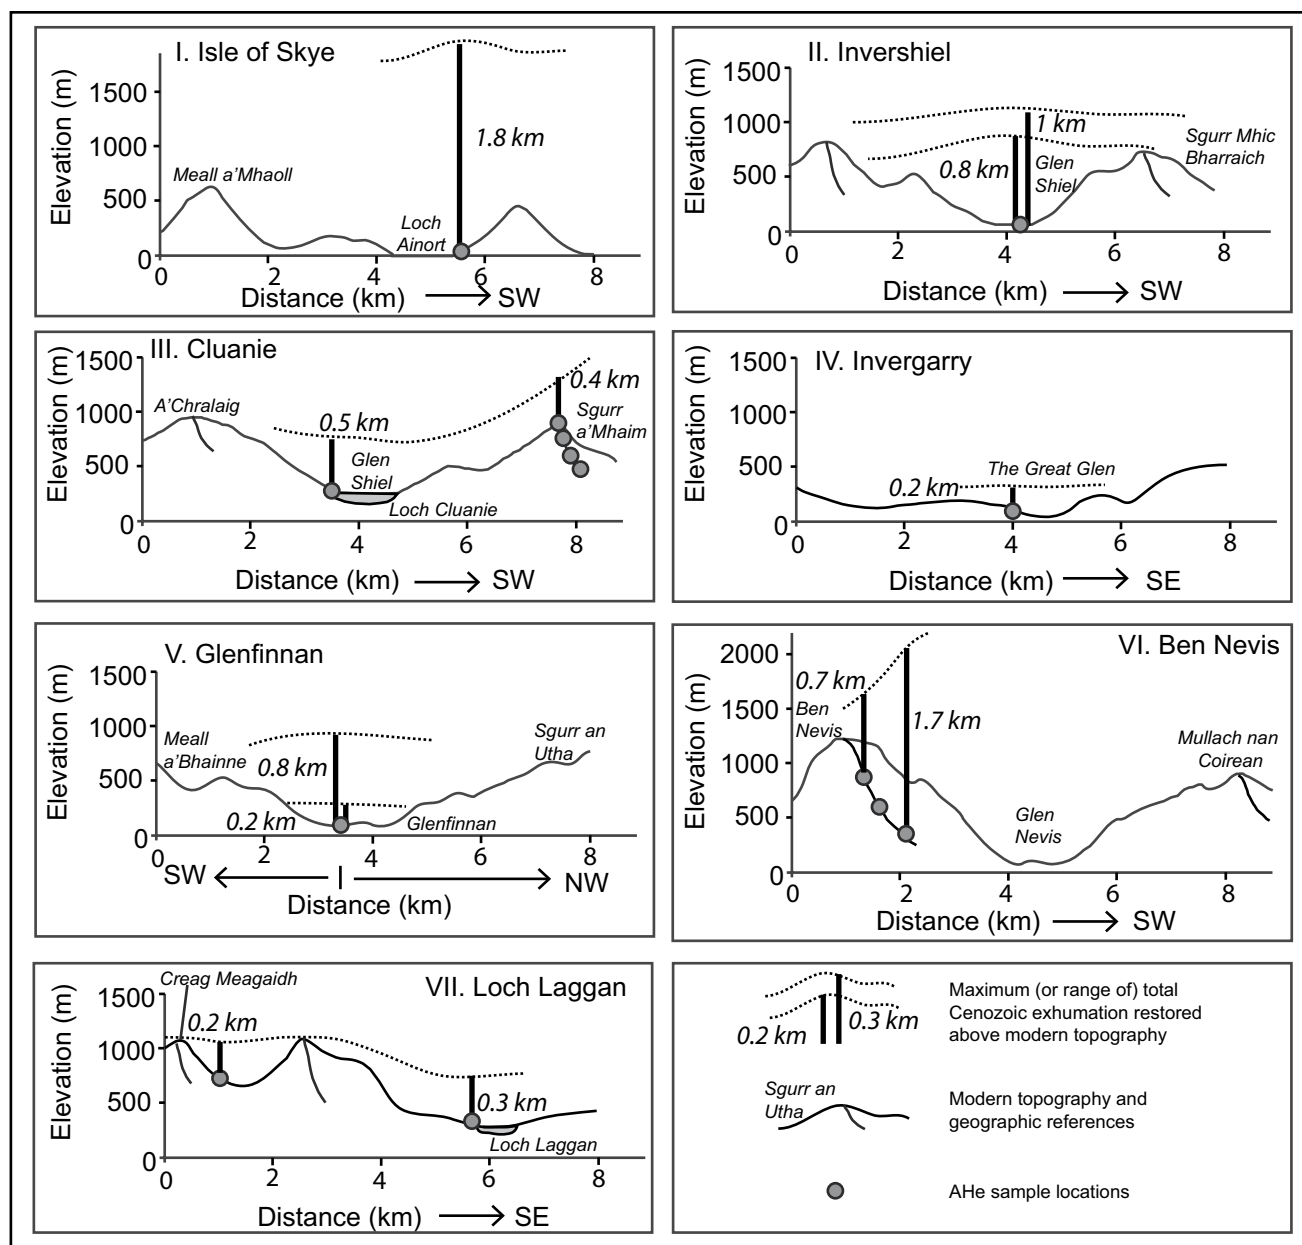 I. Isle of Skye
Elevation (m)
1500
1000
500
0
1.8 km
Meall a'Mhaoll
Loch
Ainort
0 2 4 6 8
Distance (km) SW
II. Invershiel
Elevation (m)
1500
1000
500
0
1 km
0.8 km
Glen
Shiel
Sgurr Mhic
Bharraich
0 2 4 6 8
Distance (km) SW
III. Cluanie
Elevation (m)
1500
1000
500
0
A'Chralaig
0.5 km
0.4 km
Glen
Shiel
Loch Cluanie
Sgurr
a'Mhaim
0 2 4 6 8
Distance (km) SW
IV. Invergarry
Elevation (m)
1500
1000
500
0
The Great Glen
0.2 km
0 2 4 6 8
Distance (km) SE
V. Glenfinnan
Elevation (m)
1500
1000
500
0
Meall
a'Bhainne
0.8 km
0.2 km
Glenfinnan
Sgurr an
Utha
0 2 4 6 8
SW NW
Distance (km)
VI. Ben Nevis
Elevation (m)
2000
1500
1000
500
0
0.7 km
Ben
Nevis
1.7 km
Glen
Nevis
Mullach nan
Coirean
0 2 4 6 8
Distance (km) SW
Creag Meagaidh
VII. Loch Laggan
Elevation (m)
1500
1000
500
0
0.2 km
0.3 km
Loch Laggan
0 2 4 6 8
Distance (km) SE
0.2 km
0.3 km
Maximum (or range of) total
Cenozoic exhumation restored
above modern topography
Sgurr an
Utha
Modern topography and
geographic references
AHe sample locations